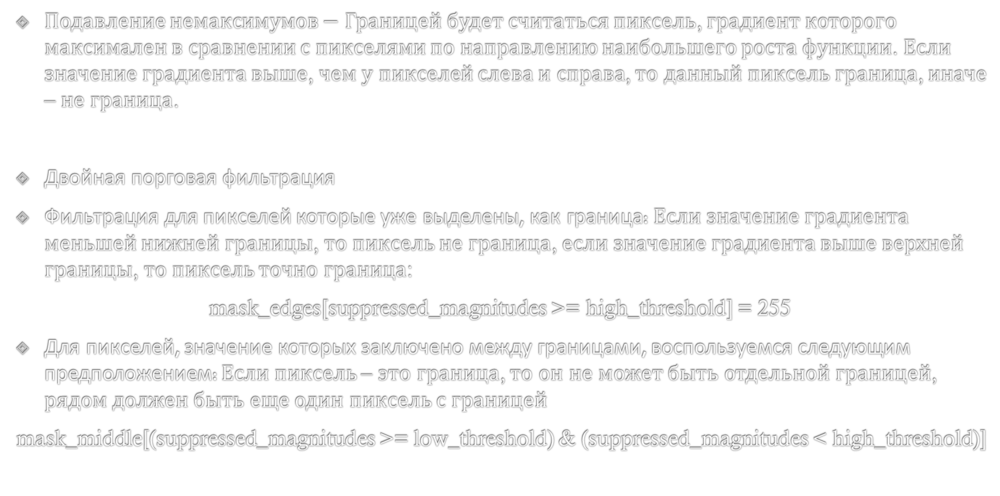 Подавление немаксимумов — Границей будет считаться пиксель, градиент которого
максимален в сравнении с пикселями по направлению наибольшего роста функции. Если
значение градиента выше, чем у пикселей слева и справа, то данный пиксель граница, иначе
– не граница.
Двойная порговая фильтрация
Фильтрация для пикселей которые уже выделены, как граница: Если значение градиента
меньшей нижней границы, то пиксель не граница, если значение градиента выше верхней
границы, то пиксель точно граница:
mask_edges[suppressed_magnitudes >= high_threshold] = 255
Для пикселей, значение которых заключено между границами, воспользуемся следующим
предположением: Если пиксель – это граница, то он не может быть отдельной границей,
рядом должен быть еще один пиксель с границей
mask_middle[(suppressed_magnitudes >= low_threshold) & (suppressed_magnitudes < high_threshold)]